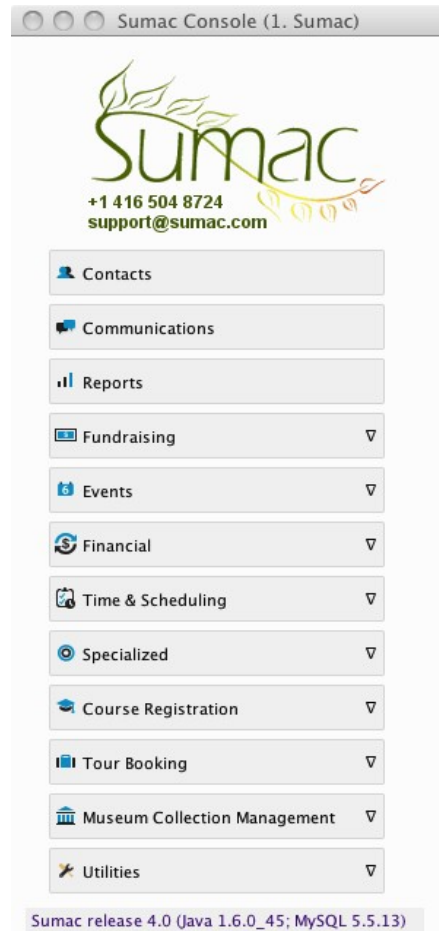 Sumac Console (1. Sumac)
Sumac
+1 416 504 8724
support@sumac.com
Contacts
Communications
Reports
Fundraising
6 Events
$ Financial
Time & Scheduling
Specialized
Course Registration
Tour Booking
Museum Collection Management
Utilities
Sumac release 4.0 (Java 1.6.0_45; MySQL 5.5.13)